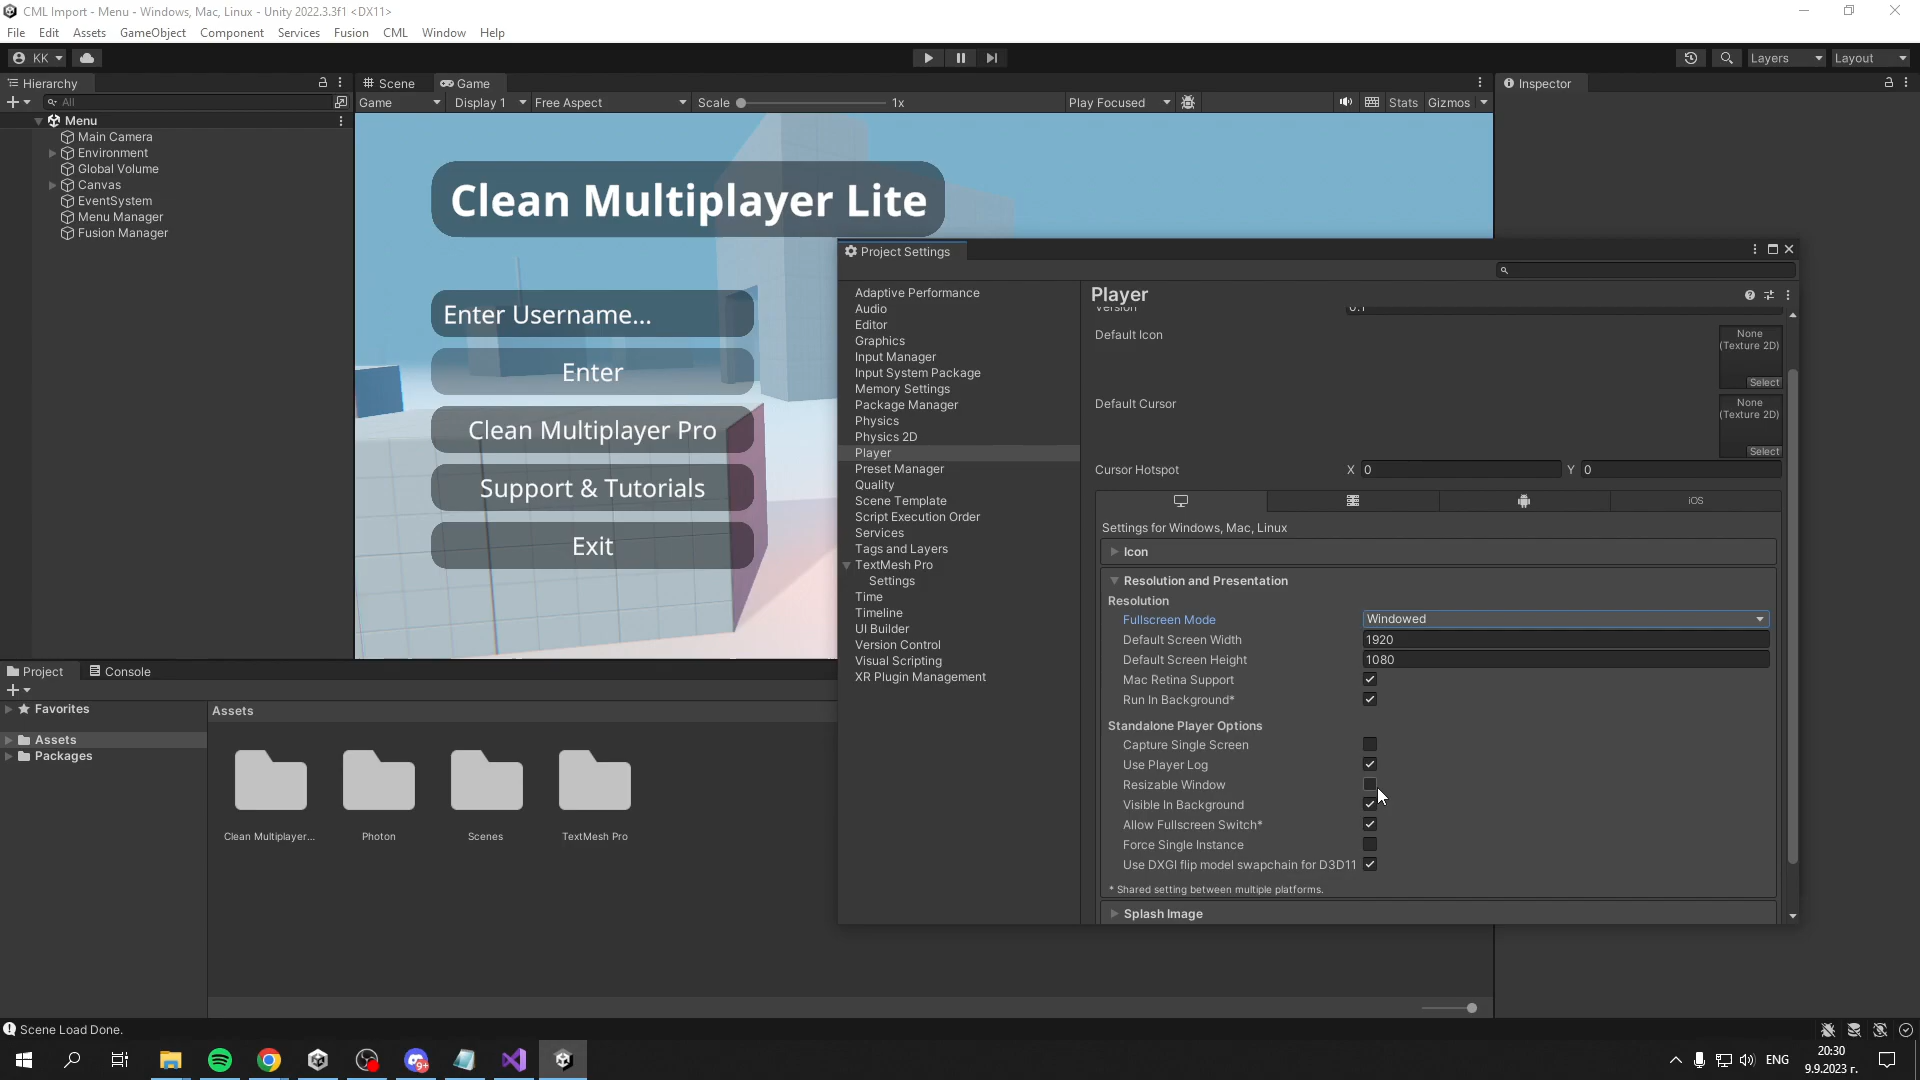 CML Import - Menu - Windows, Mac, Linux - Unity 2022.3.3f1 <DX11>
File Edit Assets GameObject Component Services Fusion CML Window Help
KK Layers Layout
Hierarchy
All
Menu
Main Camera
Environment
Global Volume
Canvas
EventSystem
Menu Manager
Fusion Manager
Scene Game
Game Display 1 Free Aspect Scale 1x Play Focused Stats Gizmos
Inspector
Clean Multiplayer Lite
Enter Username...
Enter
Clean Multiplayer Pro
Support & Tutorials
Exit
Project Settings
Adaptive Performance
Audio
Editor
Graphics
Input Manager
Input System Package
Memory Settings
Package Manager
Physics
Physics 2D
Player
Preset Manager
Quality
Scene Template
Script Execution Order
Services
Tags and Layers
TextMesh Pro
Settings
Time
Timeline
UI Builder
Version Control
Visual Scripting
XR Plugin Management
Player
Version 0.1
Default Icon
None
(Texture 2D)
Select
Default Cursor
None
(Texture 2D)
Select
Cursor Hotspot X 0 Y 0
iOS
Settings for Windows, Mac, Linux
Icon
Resolution and Presentation
Resolution
Fullscreen Mode Windowed
Default Screen Width 1920
Default Screen Height 1080
Mac Retina Support
Run In Background*
Standalone Player Options
Capture Single Screen
Use Player Log
Resizable Window
Visible In Background
Allow Fullscreen Switch*
Force Single Instance
Use DXGI flip model swapchain for D3D11
* Shared setting between multiple platforms.
Splash Image
Project Console
Favorites
Assets
Packages
Assets
Clean Multiplayer...
Photon
Scenes
TextMesh Pro
Scene Load Done.
9+
ENG
20:30
9.9.2023 г.